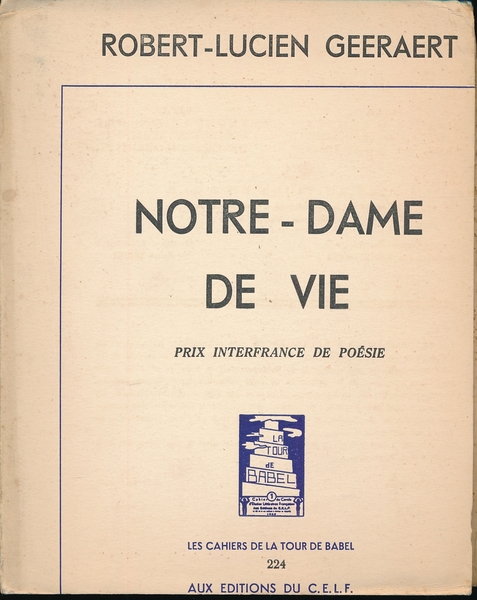 ROBERT-LUCIEN GEERAERT
NOTRE - DAME
DE VIE
PRIX INTERFRANCE DE POÉSIE
LA
TOUR
de
BABEL
LES CAHIERS DE LA TOUR DE BABEL
224
AUX EDITIONS DU C.E.L.F.